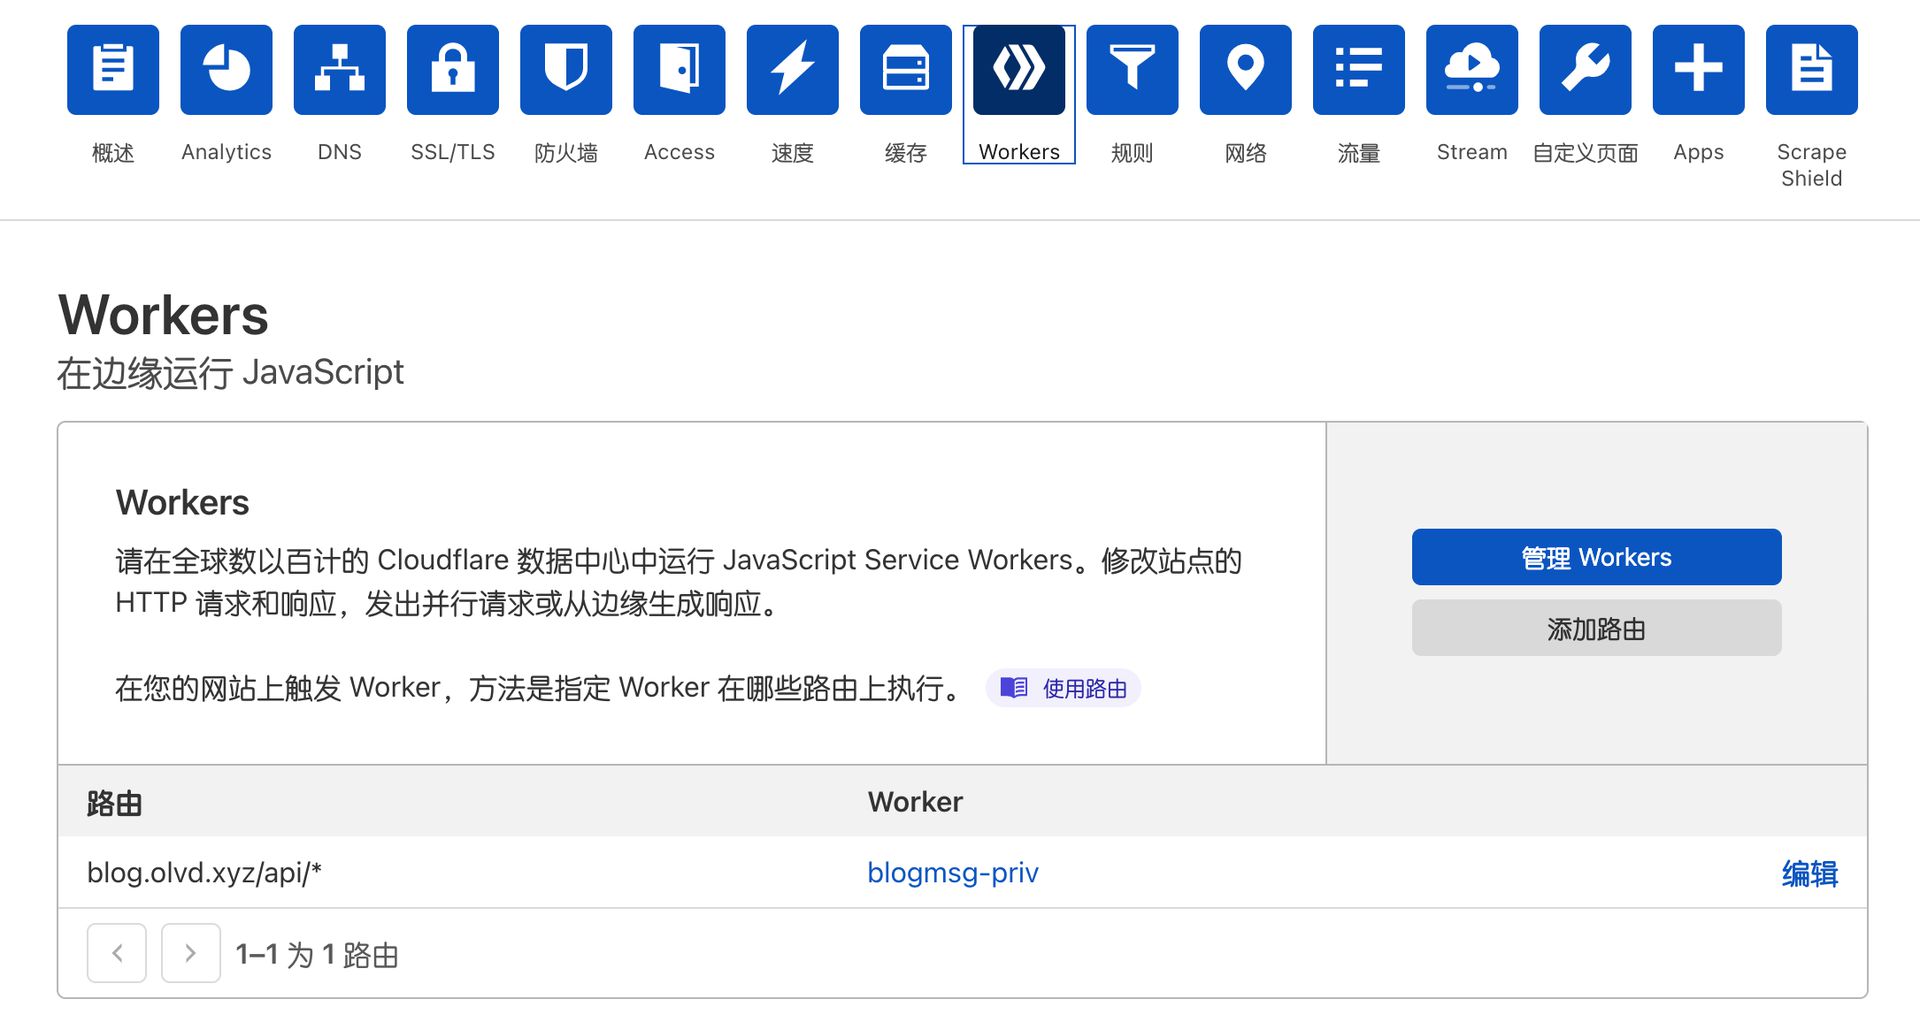 概述
Analytics
DNS
SSL/TLS
防火墙
Access
速度
缓存
Workers
规则
网络
流量
Stream
自定义页面
Apps
Scrape
Shield
Workers
在边缘运行 JavaScript
Workers
请在全球数以百计的 Cloudflare 数据中心中运行 JavaScript Service Workers。修改站点的
HTTP 请求和响应，发出并行请求或从边缘生成响应。
在您的网站上触发 Worker，方法是指定 Worker 在哪些路由上执行。 使用路由
管理 Workers
添加路由
路由 Worker
blog.olvd.xyz/api/* blogmsg-priv 编辑
1–1 为 1 路由